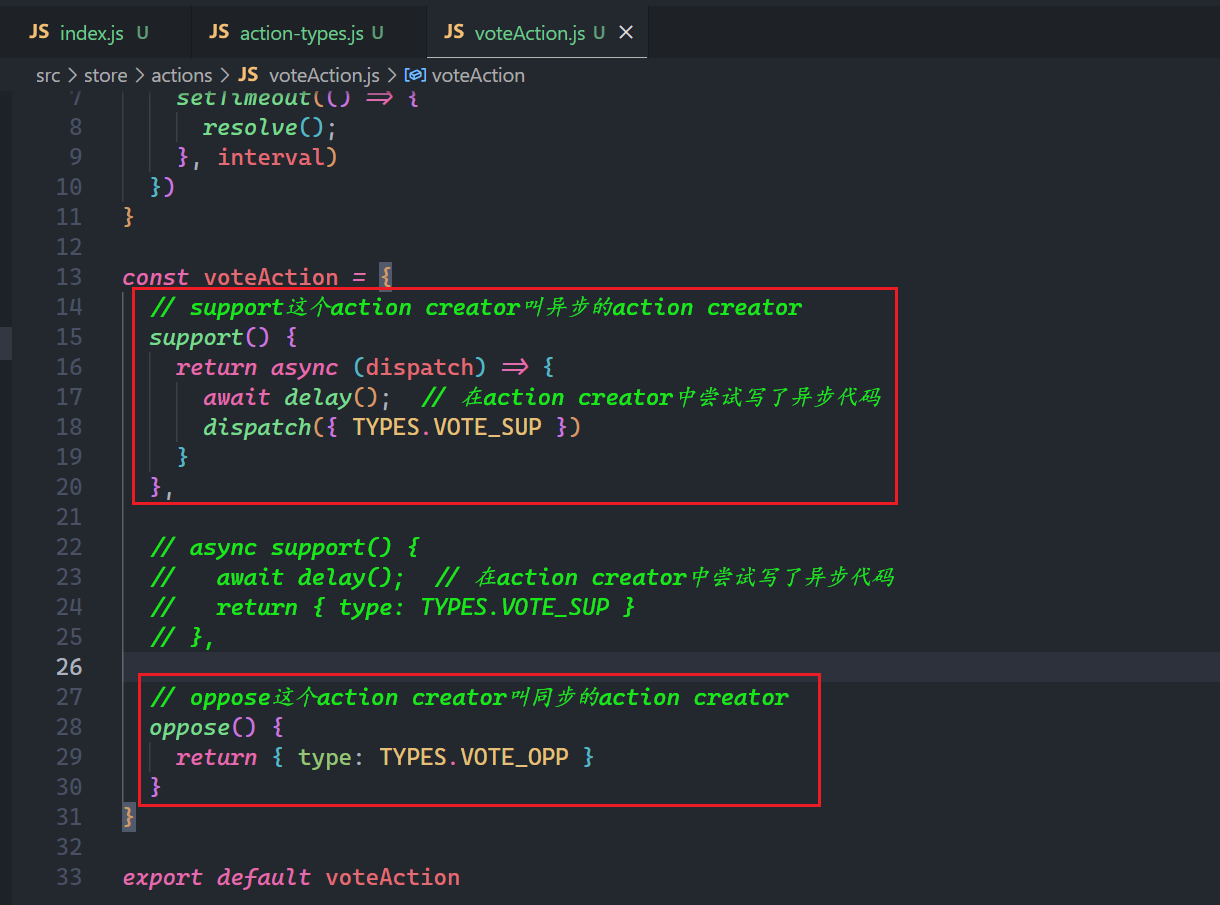 JS index.js U JS action-types.js U JS voteAction.js U ×
src > store > actions > JS voteAction.js > voteAction
7 setTimeout(() => {
8 resolve();
9 }, interval)
10 })
11 }
12
13 const voteAction = {
14 // support这个action creator叫异步的action creator
15 support() {
16 return async (dispatch) => {
17 await delay(); // 在action creator中尝试写了异步代码
18 dispatch({ TYPES.VOTE_SUP })
19 }
20 },
21
22 // async support() {
23 // await delay(); // 在action creator中尝试写了异步代码
24 // return { type: TYPES.VOTE_SUP }
25 // },
26
27 // oppose这个action creator叫同步的action creator
28 oppose() {
29 return { type: TYPES.VOTE_OPP }
30 }
31 }
32
33 export default voteAction